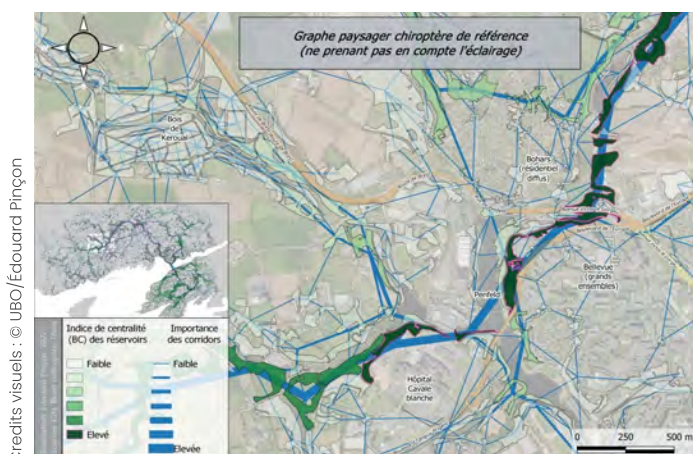 Graphe paysager chiroptère de référence
(ne prenant pas en compte l'éclairage)
Bois
de
Keroual
Bohars
(résidentiel
diffus)
Bellevue
(grands
ensembles)
Penfeld
Hôpital
Cavale
blanche
Indice de centralité
(BC) des réservoirs
Faible
Elevé
Importance
des corridors
Faible
Elevée
0 250 500 m
crédits visuels : © UBO/Édouard Pinçon